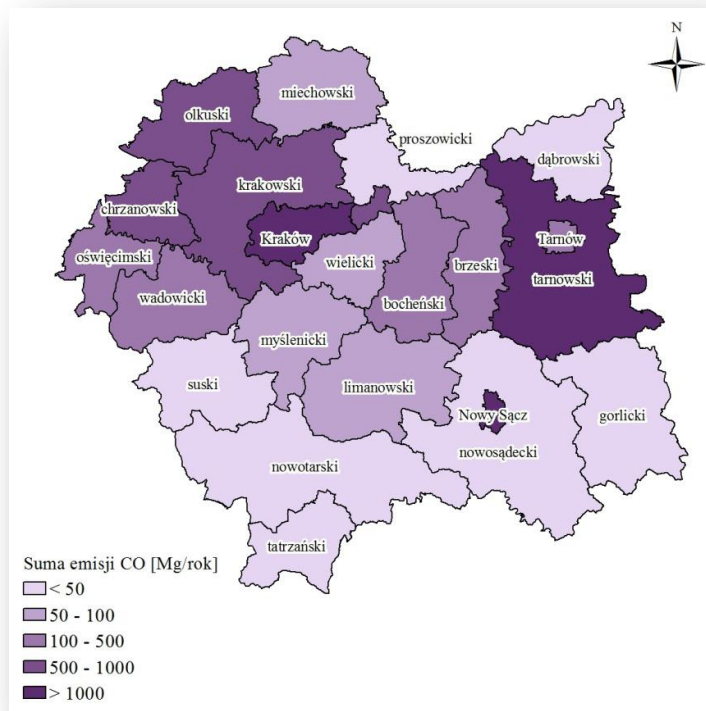 N
miechowski
olkuski
proszowicki
dąbrowski
krakowski
chrzanowski
Kraków
Tarnów
oświęcimski
wielicki
brzeski
tarnowski
wadowicki
bocheński
myślenicki
suski
limanowski
Nowy Sącz
gorlicki
nowosądecki
nowotarski
tatrzański
Suma emisji CO [Mg/rok]
< 50
50 - 100
100 - 500
500 - 1000
> 1000